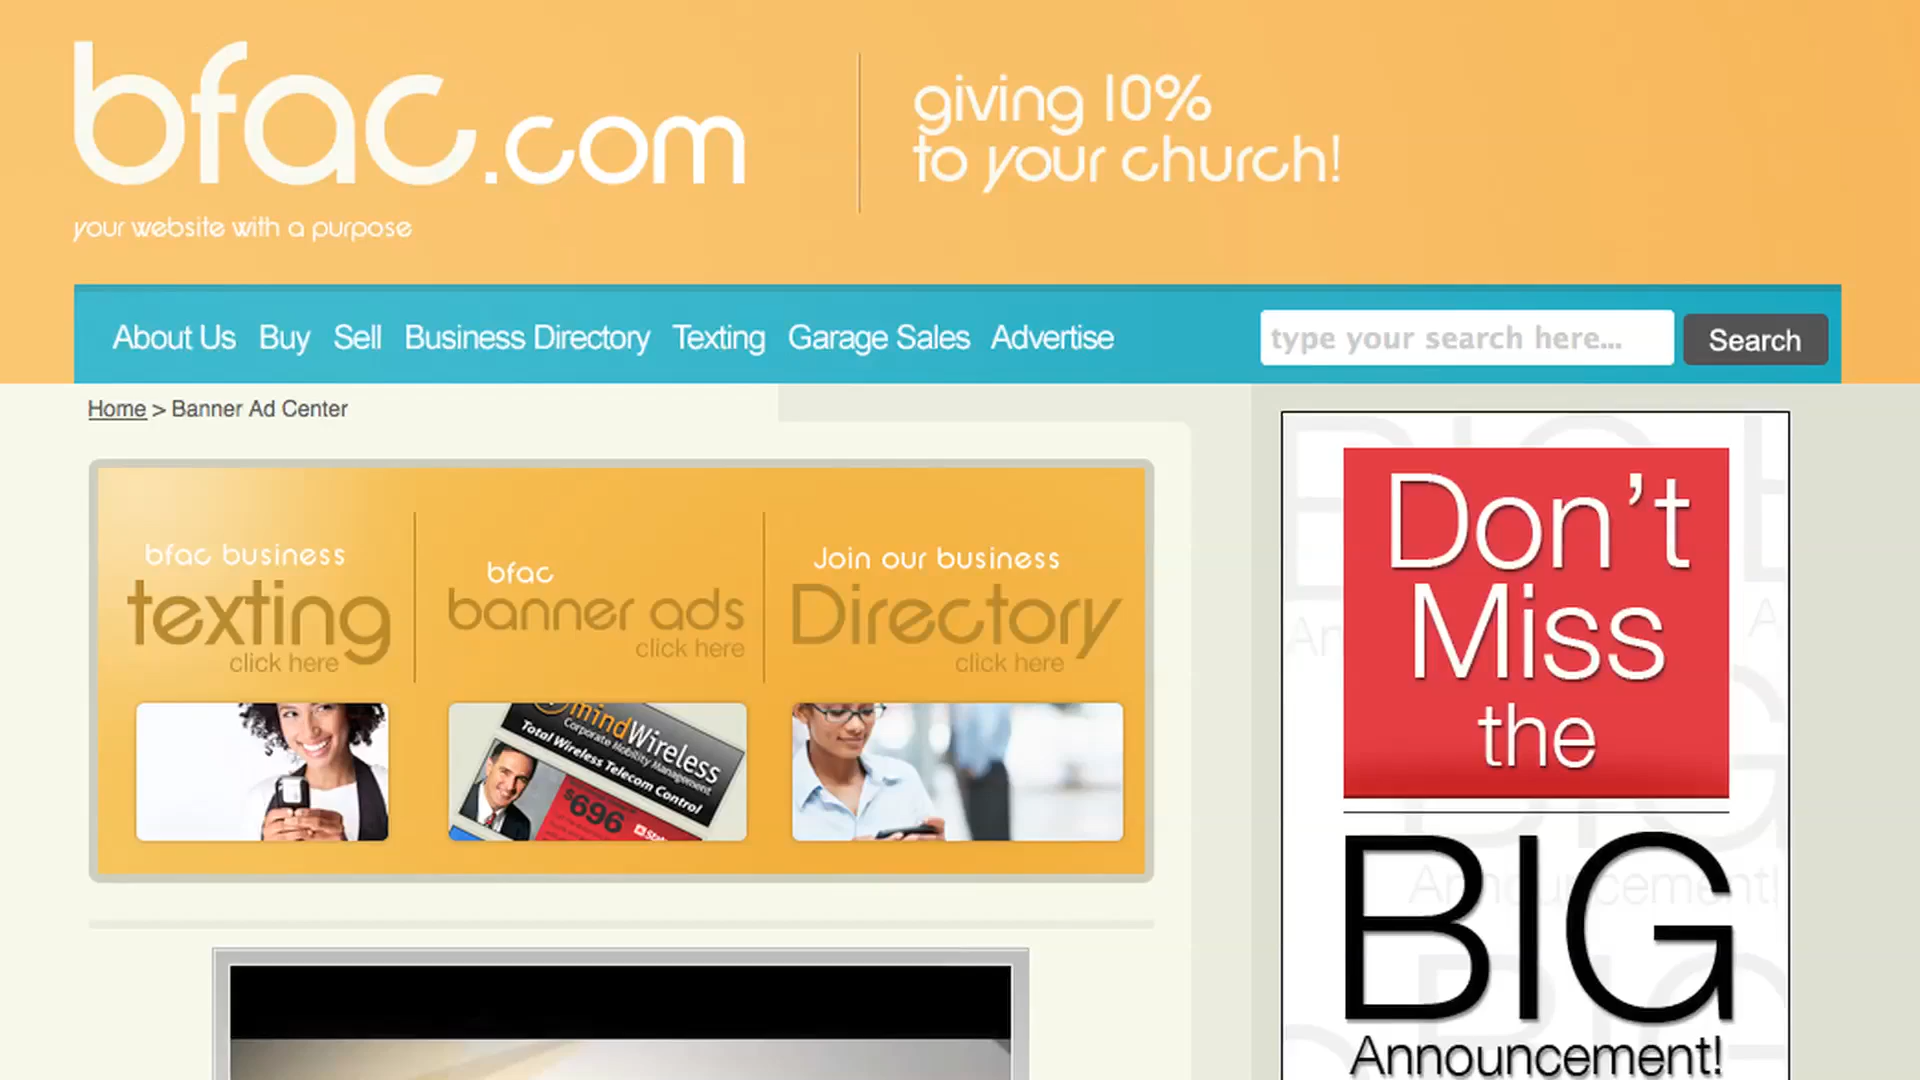 bfac.com
your website with a purpose
giving 10%
to your church!
About Us Buy Sell Business Directory Texting Garage Sales Advertise
type your search here...
Search
Home > Banner Ad Center
bfac business
texting
click here
bfac
banner ads
click here
Join our business
Directory
click here
mindWireless
Corporate Mobility Management
Total Wireless Telecom Control
$696
Don't
Miss
the
BIG
Announcement!